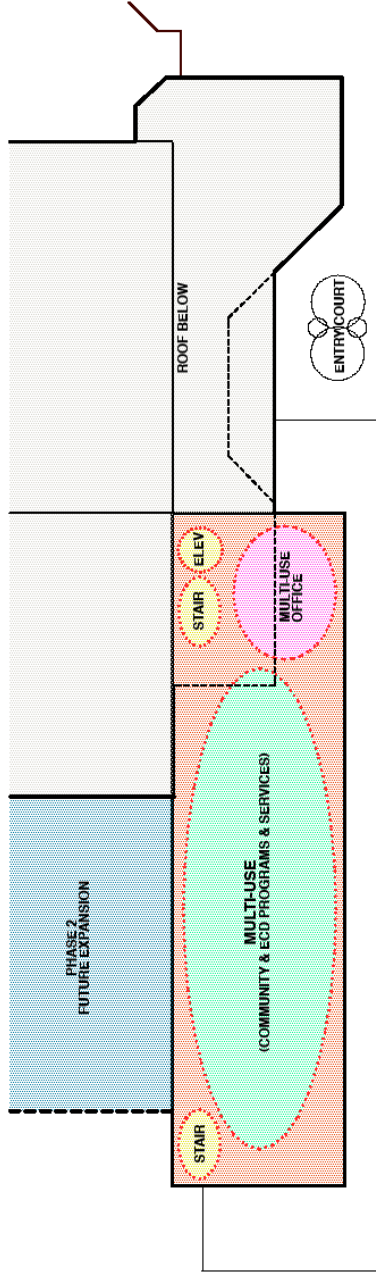 PHASE 2
FUTURE EXPANSION
ROOF BELOW
STAIR
STAIR
ELEV
MULTI-USE
(COMMUNITY & ECD PROGRAMS & SERVICES)
MULTI-USE
OFFICE
ENTRY COURT